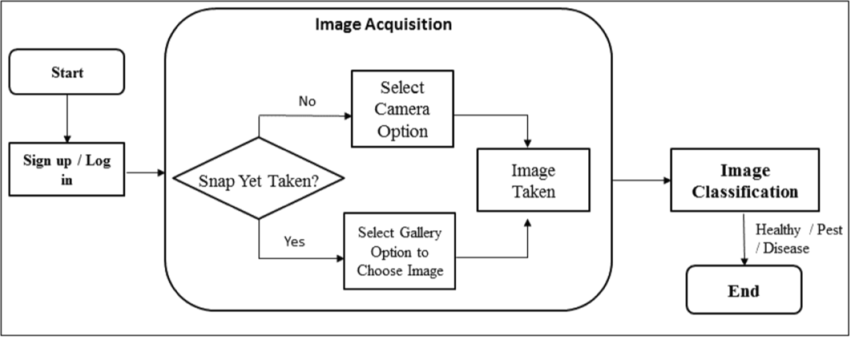 Image Acquisition
Start
Sign up / Log
in
Snap Yet Taken?
No
Select
Camera
Option
Yes
Select Gallery
Option to
Choose Image
Image
Taken
Image
Classification
Healthy / Pest
/ Disease
End